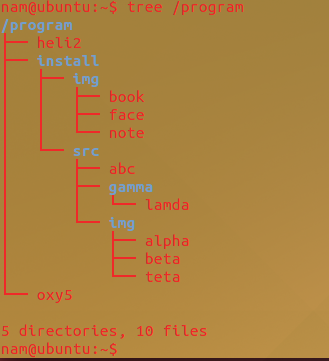 nam@ubuntu:~$ tree /program
/program
├── heli2
├── install
│   ├── img
│   │   ├── book
│   │   ├── face
│   │   └── note
│   └── src
│       ├── abc
│       ├── gamma
│       │   └── lamda
│       └── img
│           ├── alpha
│           ├── beta
│           └── teta
└── oxy5
5 directories, 10 files
nam@ubuntu:~$